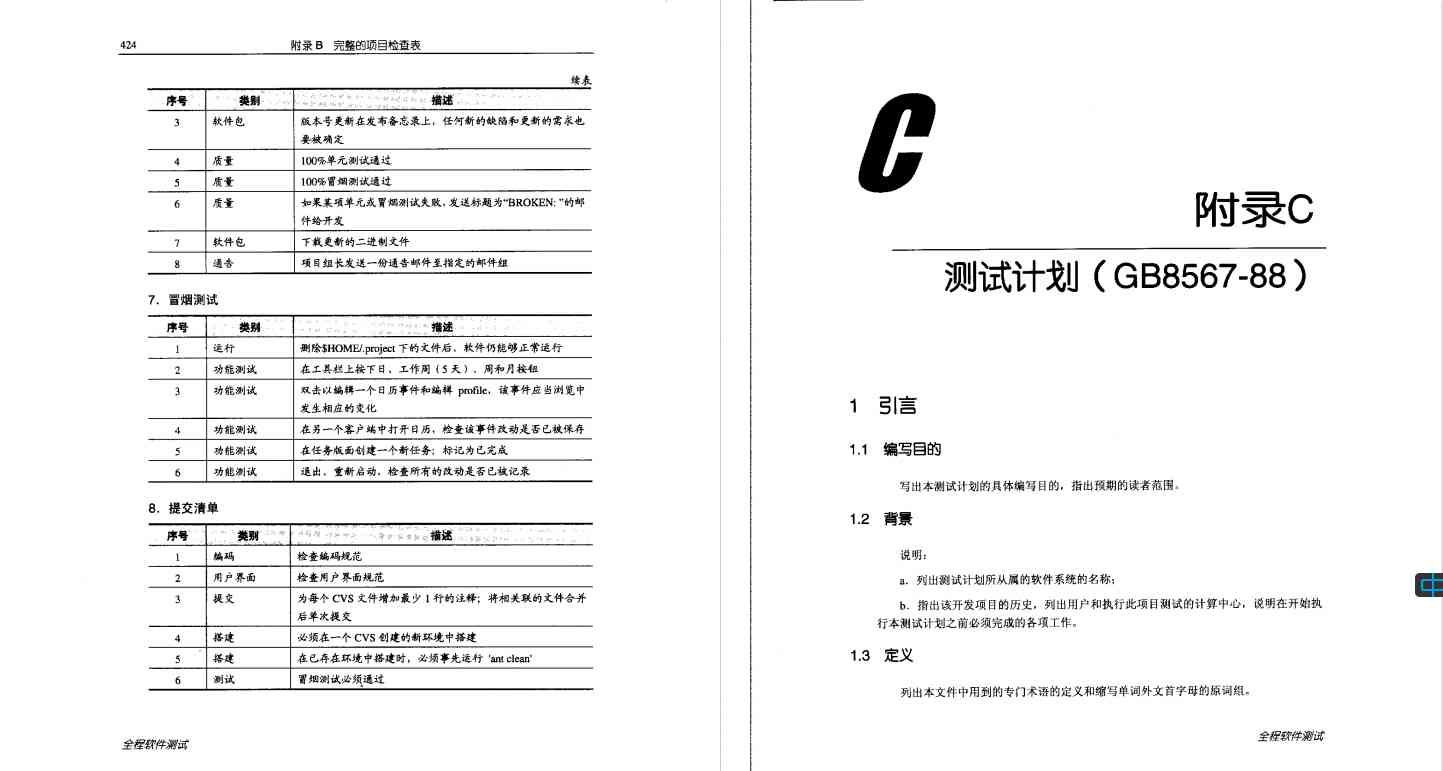 424 附录 B 完整的项目检查表
续表
序号 类别 描述
3 软件包 版本号更新在发布备忘录上，任何新的缺陷和更新的需求也
要被确定
4 质量 100%单元测试通过
5 质量 100%冒烟测试通过
6 质量 如果某项单元或冒烟测试失败，发送标题为“BROKEN: ”的邮
件给开发
7 软件包 下载更新的二进制文件
8 通告 项目组长发送一份通告邮件至指定的邮件组
7．冒烟测试
序号 类别 描述
1 运行 删除$HOME/.project 下的文件后，软件仍能够正常运行
2 功能测试 在工具栏上按下日、工作周（5 天）、周和月按钮
3 功能测试 双击以编辑一个日历事件和编辑 profile，该事件应当浏览中
发生相应的变化
4 功能测试 在另一个客户端中打开日历，检查该事件改动是否已被保存
5 功能测试 在任务版面创建一个新任务；标记为已完成
6 功能测试 退出、重新启动，检查所有的改动是否已被记录
8．提交清单
序号 类别 描述
1 编码 检查编码规范
2 用户界面 检查用户界面规范
3 提交 为每个 CVS 文件增加最少 1 行的注释；将相关联的文件合并
后单次提交
4 搭建 必须在一个 CVS 创建的新环境中搭建
5 搭建 在已存在环境中搭建时，必须事先运行 'ant clean'
6 测试 冒烟测试必须通过
全程软件测试
C
附录C
测试计划（GB8567-88）
1 引言
1.1 编写目的
写出本测试计划的具体编写目的，指出预期的读者范围。
1.2 背景
说明：
a．列出测试计划所从属的软件系统的名称；
b．指出该开发项目的历史，列出用户和执行此项目测试的计算中心，说明在开始执
行本测试计划之前必须完成的各项工作。
1.3 定义
列出本文件中用到的专门术语的定义和缩写单词外文首字母的原词组。
全程软件测试
中